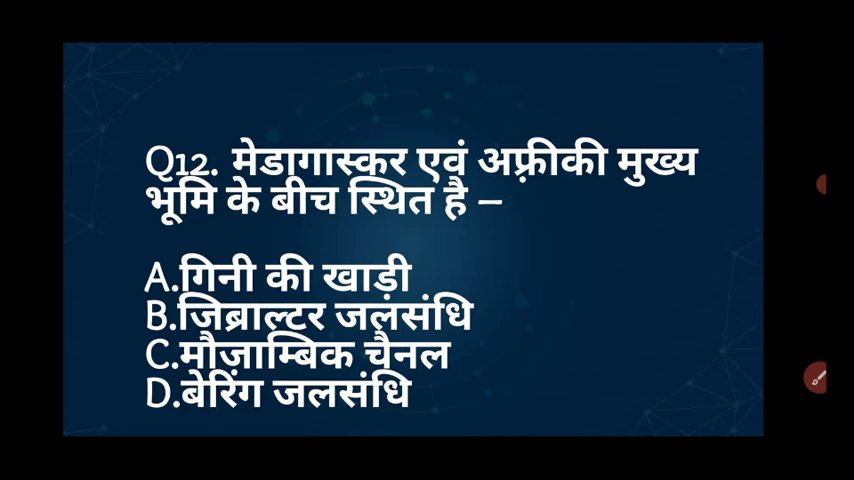 Q12. मेडागास्कर एवं अफ़्रीकी मुख्य
भूमि के बीच स्थित है –
A.गिनी की खाड़ी
B.जिब्राल्टर जलसंधि
C.मौज़ाम्बिक चैनल
D.बेरिंग जलसंधि